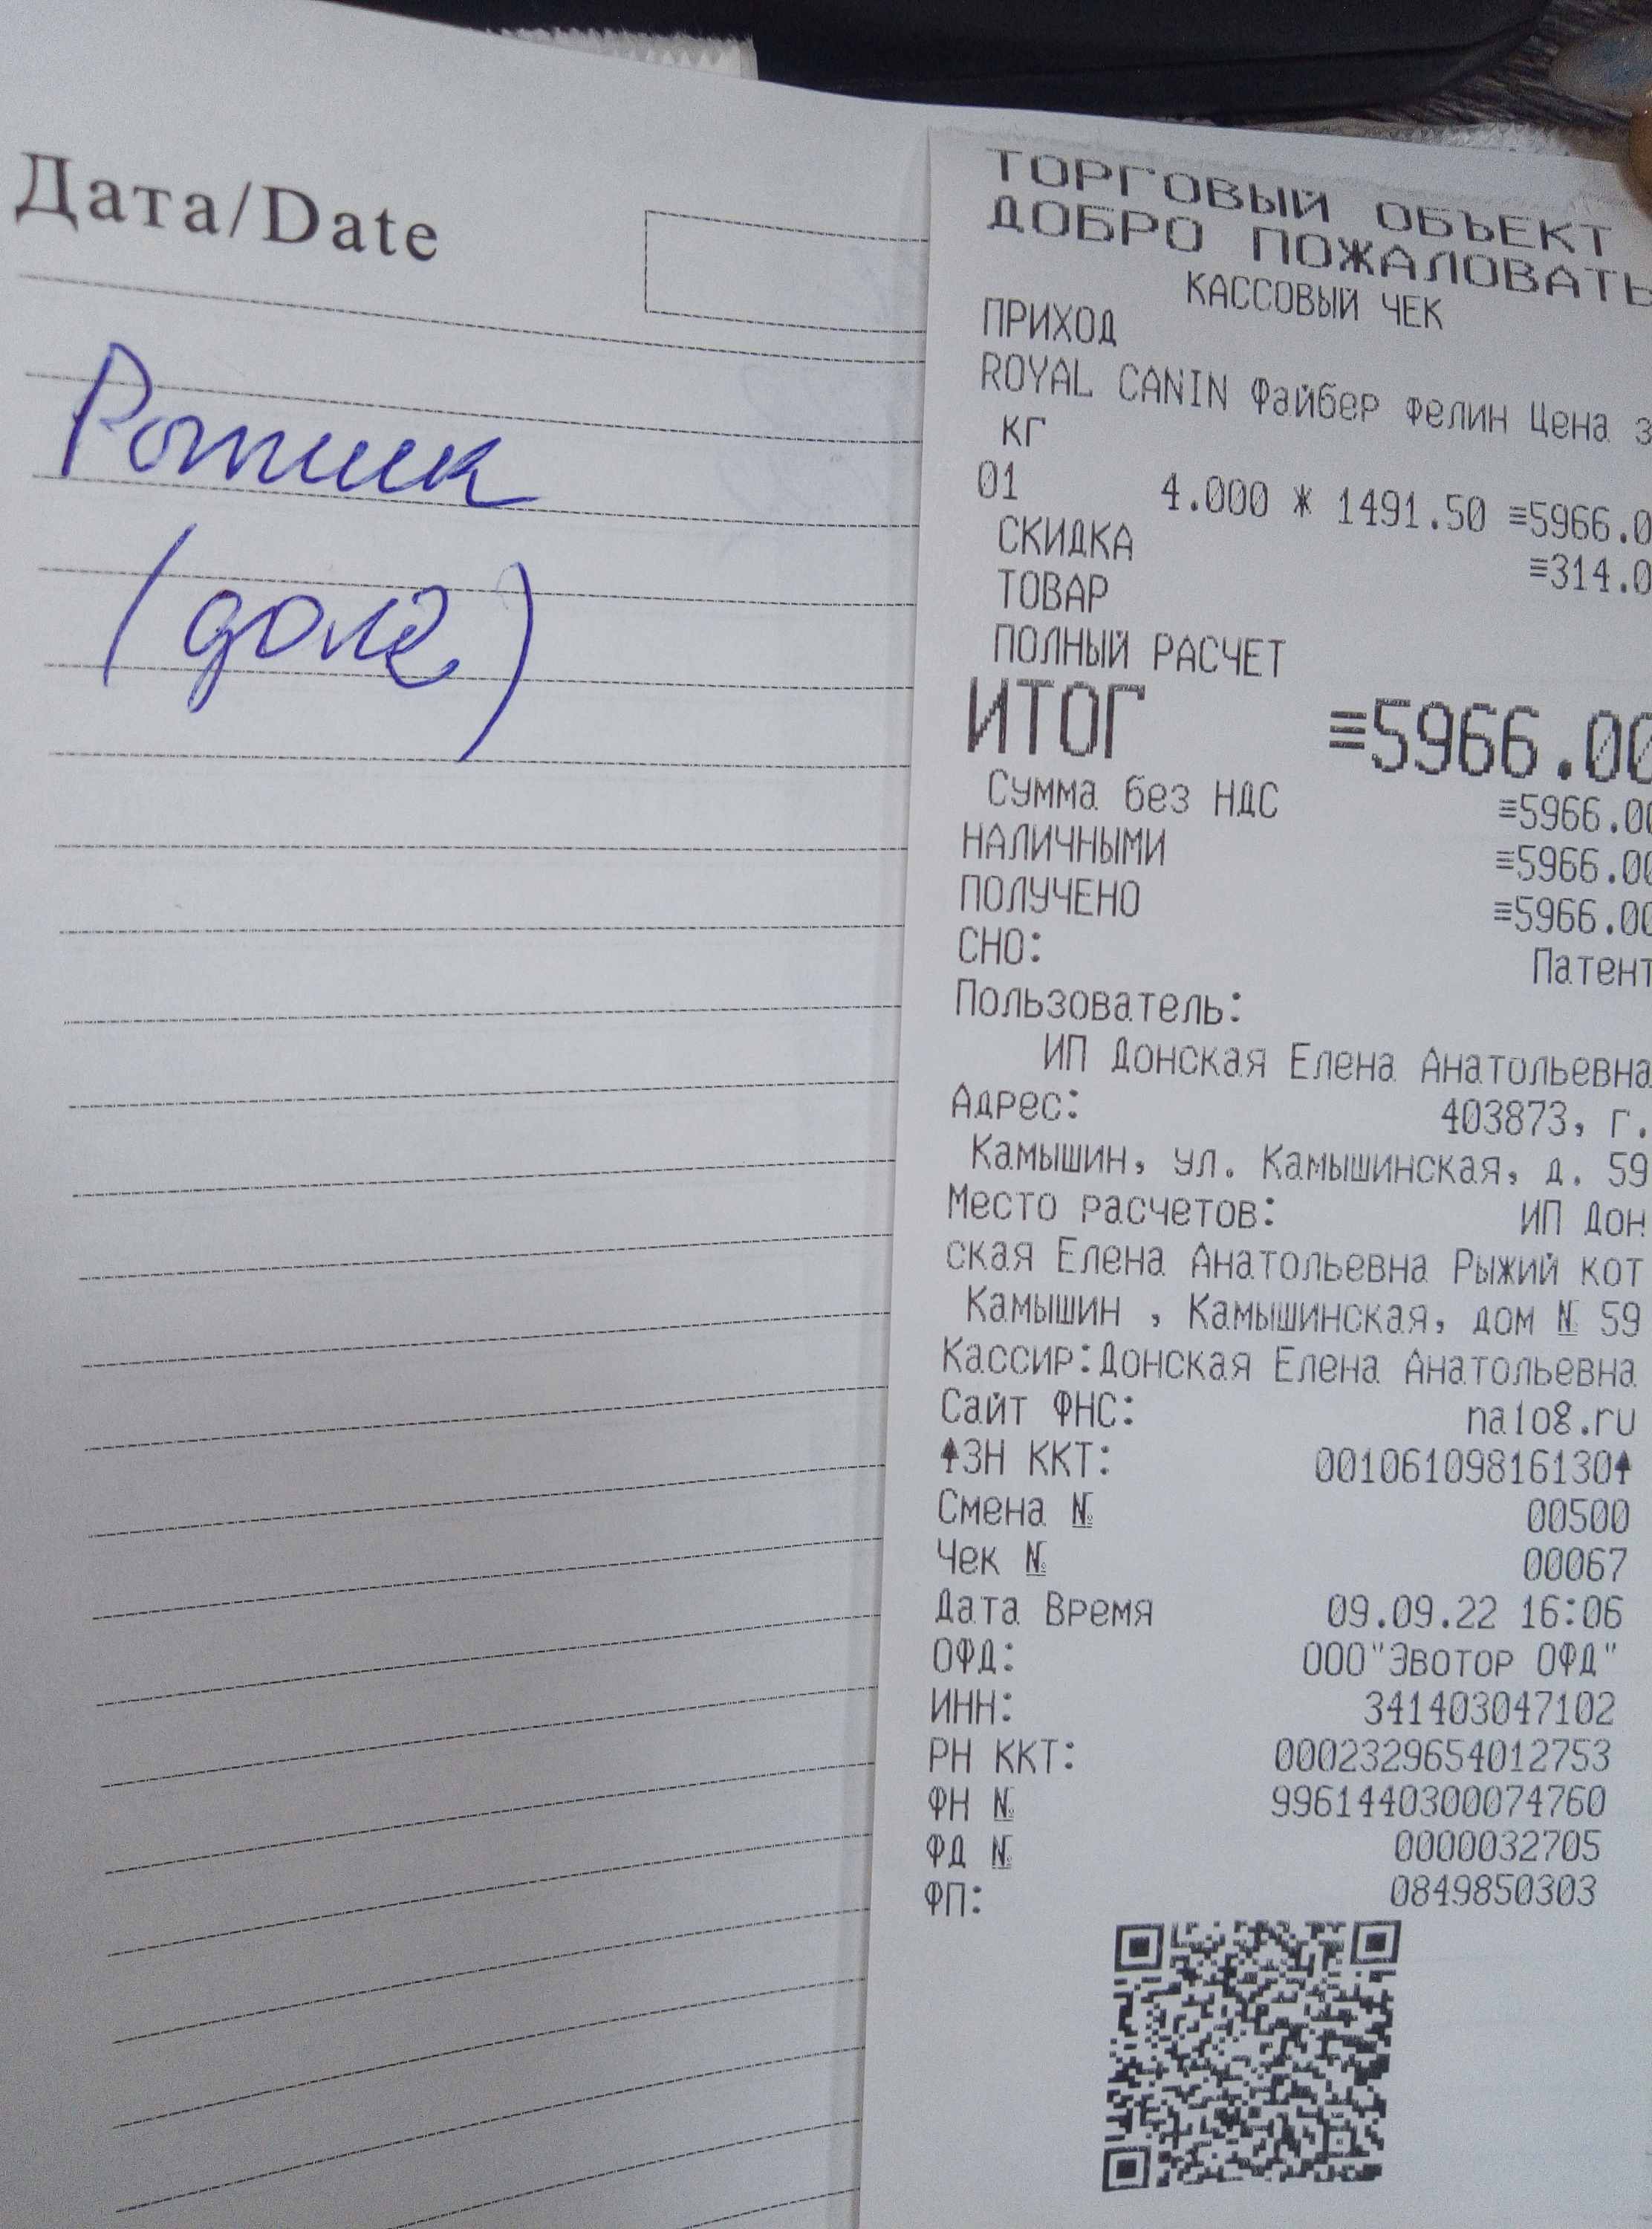 Дата/Date
Ротик
(долг)
ТОРГОВЫЙ ОБЪЕКТ
ДОБРО ПОЖАЛОВАТЬ
КАССОВЫЙ ЧЕК
ПРИХОД
ROYAL CANIN Файбер Фелин Цена з
кг
01 4.000 * 1491.50 ≡5966.0
СКИДКА ≡314.0
ТОВАР
ПОЛНЫЙ РАСЧЕТ
ИТОГ ≡5966.00
Сумма без НДС ≡5966.00
НАЛИЧНЫМИ ≡5966.00
ПОЛУЧЕНО ≡5966.00
СНО: Патент
Пользователь:
ИП Донская Елена Анатольевна
Адрес: 403873, г.
Камышин, ул. Камышинская, д. 59
Место расчетов: ИП Дон
ская Елена Анатольевна Рыжий кот
Камышин , Камышинская, дом № 59
Кассир:Донская Елена Анатольевна
Сайт ФНС: nalog.ru
↑ЗН ККТ: 00106109816130↑
Смена № 00500
Чек № 00067
Дата Время 09.09.22 16:06
ОФД: ООО"Эвотор ОФД"
ИНН: 341403047102
РН ККТ: 0002329654012753
ФН № 9961440300074760
ФД № 0000032705
ФП: 0849850303